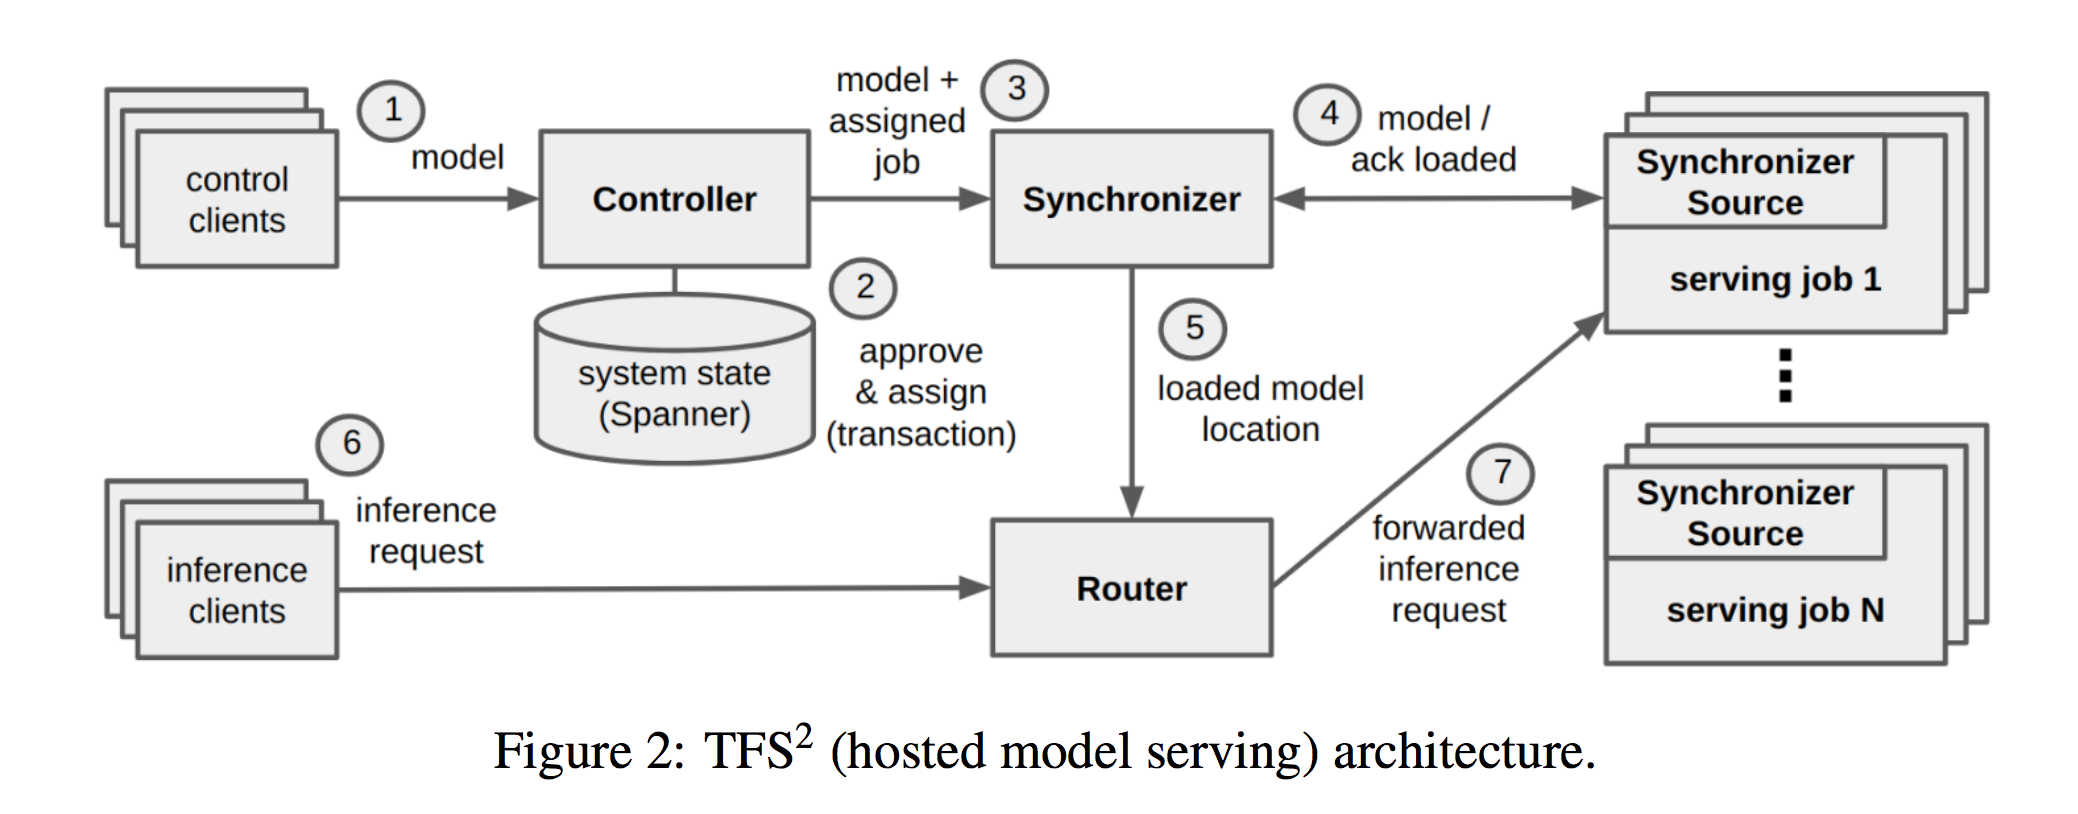 1
model
control
clients
Controller
model +
assigned
job
3
Synchronizer
4
model /
ack loaded
Synchronizer
Source
serving job 1
2
approve
& assign
(transaction)
system state
(Spanner)
5
loaded model
location
6
inference
request
inference
clients
Router
7
forwarded
inference
request
Synchronizer
Source
serving job N
Figure 2: TFS² (hosted model serving) architecture.